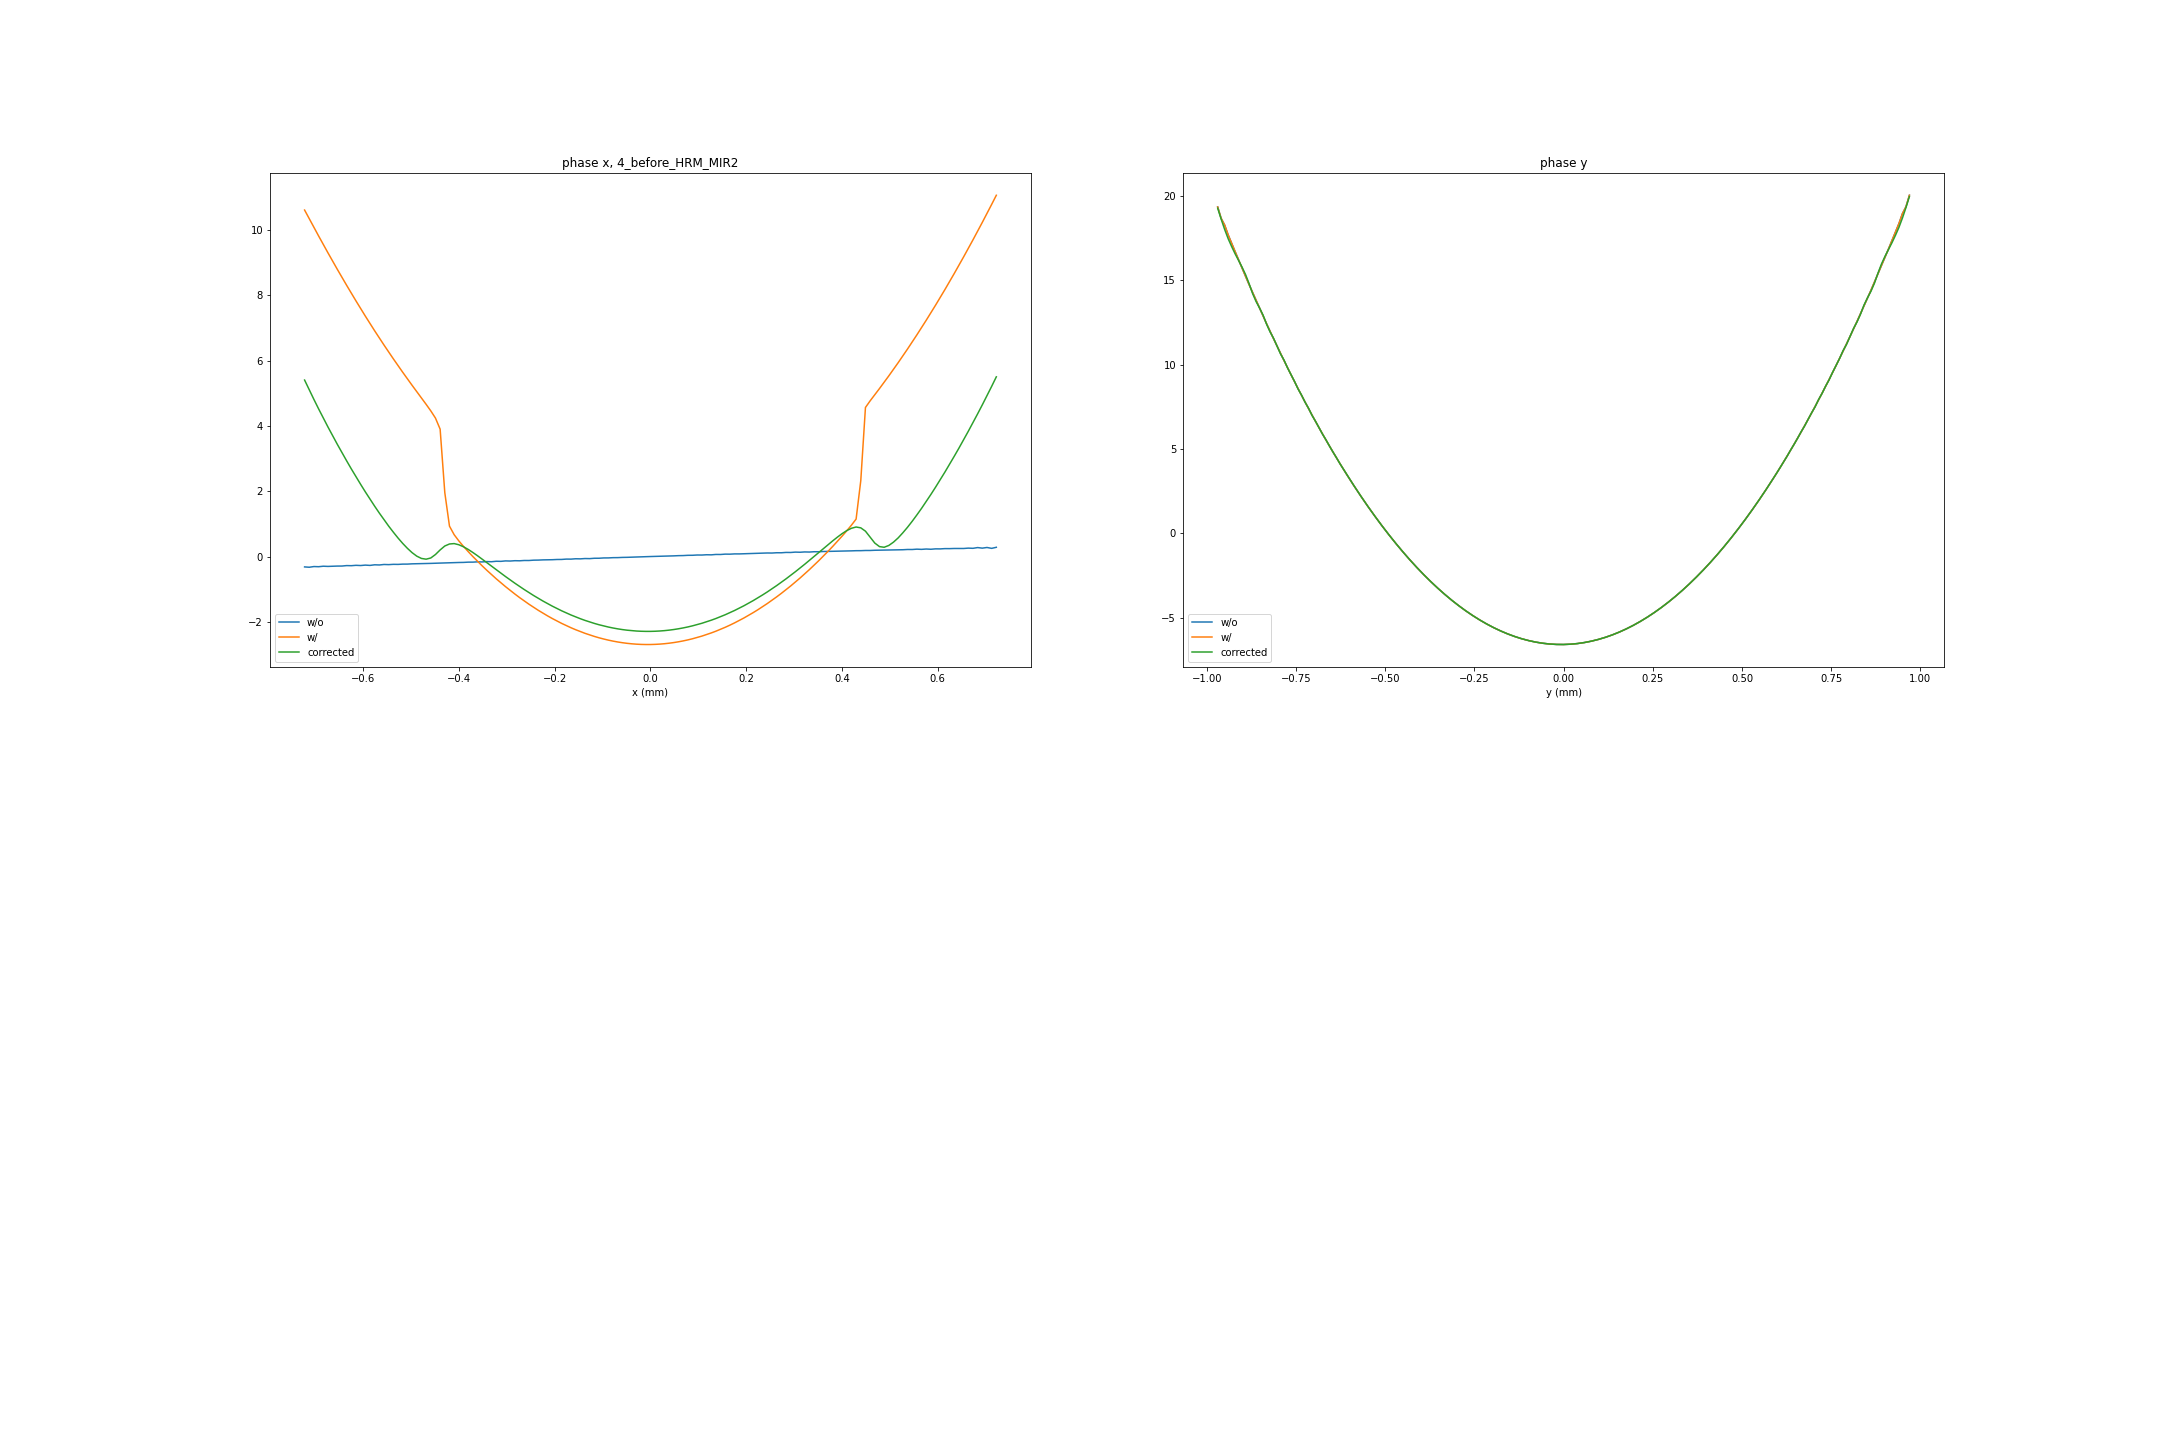 phase x, 4_before_HRM_MIR2
10
8
6
4
2
0
−2
w/o
w/
corrected
−0.6 −0.4 −0.2 0.0 0.2 0.4 0.6
x (mm)
phase y
20
15
10
5
0
−5
w/o
w/
corrected
−1.00 −0.75 −0.50 −0.25 0.00 0.25 0.50 0.75 1.00
y (mm)